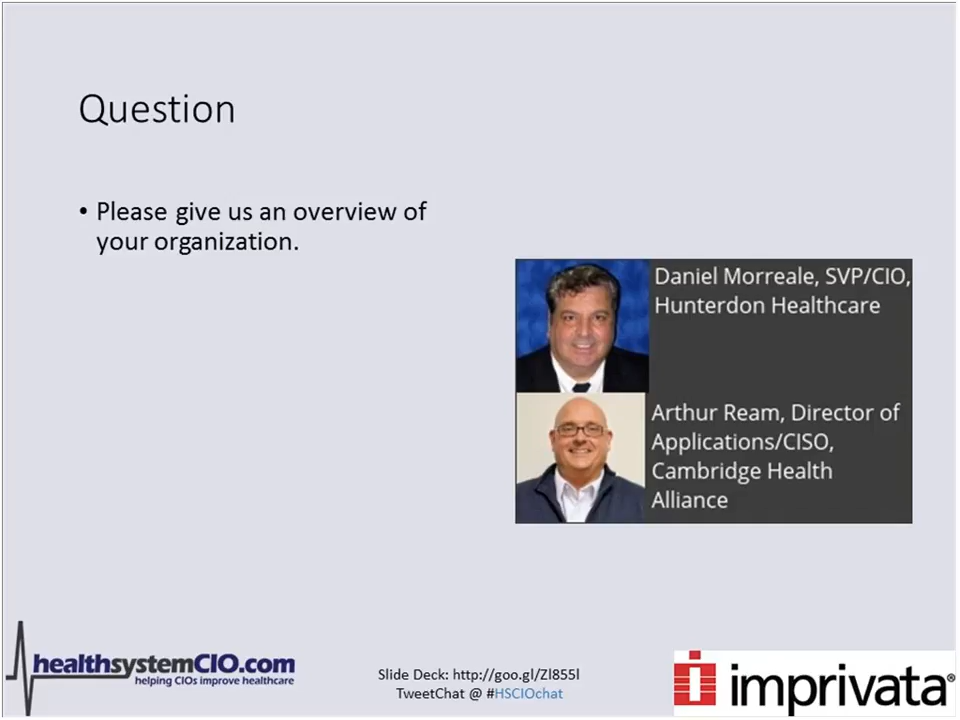 Question
• Please give us an overview of
your organization.
Daniel Morreale, SVP/CIO,
Hunterdon Healthcare
Arthur Ream, Director of
Applications/CISO,
Cambridge Health
Alliance
healthsystemCIO.com
helping CIOs improve healthcare
Slide Deck: http://goo.gl/Zl855l
TweetChat @ #HSCIOchat
imprivata®